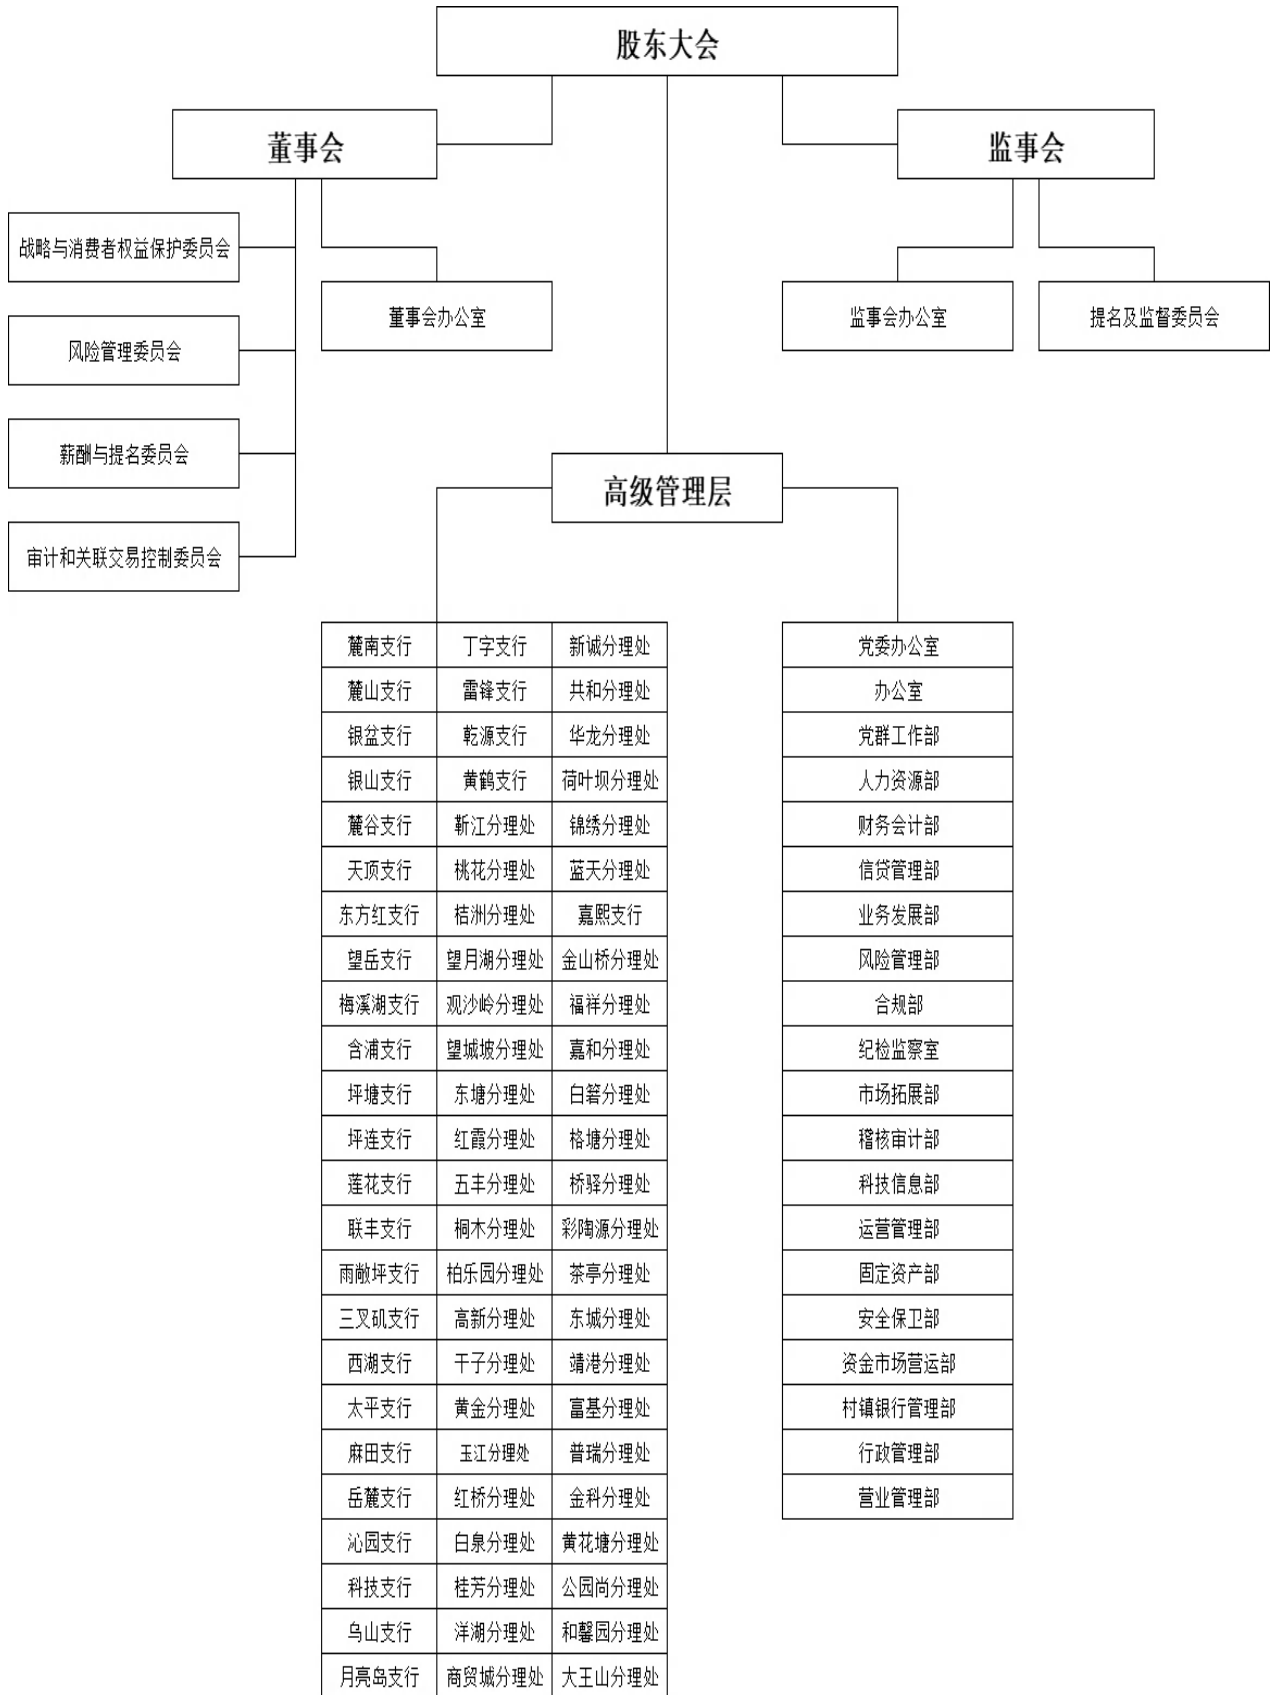 股东大会
董事会
监事会
战略与消费者权益保护委员会
风险管理委员会
薪酬与提名委员会
审计和关联交易控制委员会
董事会办公室
监事会办公室
提名及监督委员会
高级管理层
麓南支行 丁字支行 新诚分理处
麓山支行 雷锋支行 共和分理处
银盆支行 乾源支行 华龙分理处
银山支行 黄鹤支行 荷叶坝分理处
麓谷支行 靳江分理处 锦绣分理处
天顶支行 桃花分理处 蓝天分理处
东方红支行 桔洲分理处 嘉熙支行
望岳支行 望月湖分理处 金山桥分理处
梅溪湖支行 观沙岭分理处 福祥分理处
含浦支行 望城坡分理处 嘉和分理处
坪塘支行 东塘分理处 白箬分理处
坪连支行 红霞分理处 格塘分理处
莲花支行 五丰分理处 桥驿分理处
联丰支行 桐木分理处 彩陶源分理处
雨敞坪支行 柏乐园分理处 茶亭分理处
三叉矶支行 高新分理处 东城分理处
西湖支行 干子分理处 靖港分理处
太平支行 黄金分理处 富基分理处
麻田支行 玉江分理处 普瑞分理处
岳麓支行 红桥分理处 金科分理处
沁园支行 白泉分理处 黄花塘分理处
科技支行 桂芳分理处 公园尚分理处
乌山支行 洋湖分理处 和馨园分理处
月亮岛支行 商贸城分理处 大王山分理处
党委办公室
办公室
党群工作部
人力资源部
财务会计部
信贷管理部
业务发展部
风险管理部
合规部
纪检监察室
市场拓展部
稽核审计部
科技信息部
运营管理部
固定资产部
安全保卫部
资金市场营运部
村镇银行管理部
行政管理部
营业管理部